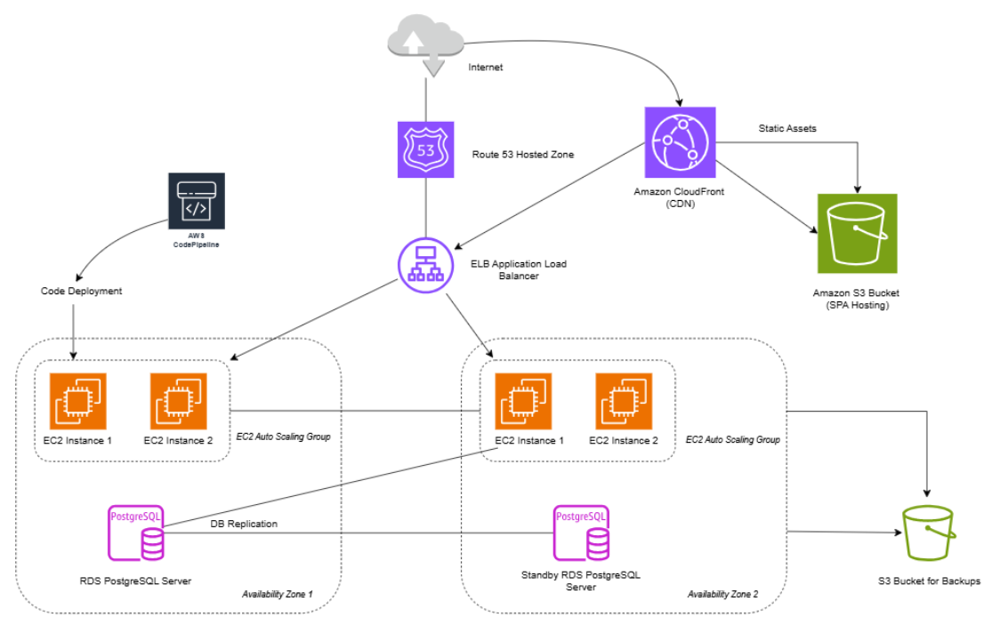 Internet
53
Route 53 Hosted Zone
Static Assets
Amazon CloudFront
(CDN)
</>
AWS
CodePipeline
ELB Application Load
Balancer
Code Deployment
Amazon S3 Bucket
(SPA Hosting)
EC2 Instance 1
EC2 Instance 2
EC2 Auto Scaling Group
EC2 Instance 1
EC2 Instance 2
EC2 Auto Scaling Group
PostgreSQL
DB Replication
PostgreSQL
RDS PostgreSQL Server
Standby RDS PostgreSQL
Server
S3 Bucket for Backups
Availability Zone 1
Availability Zone 2